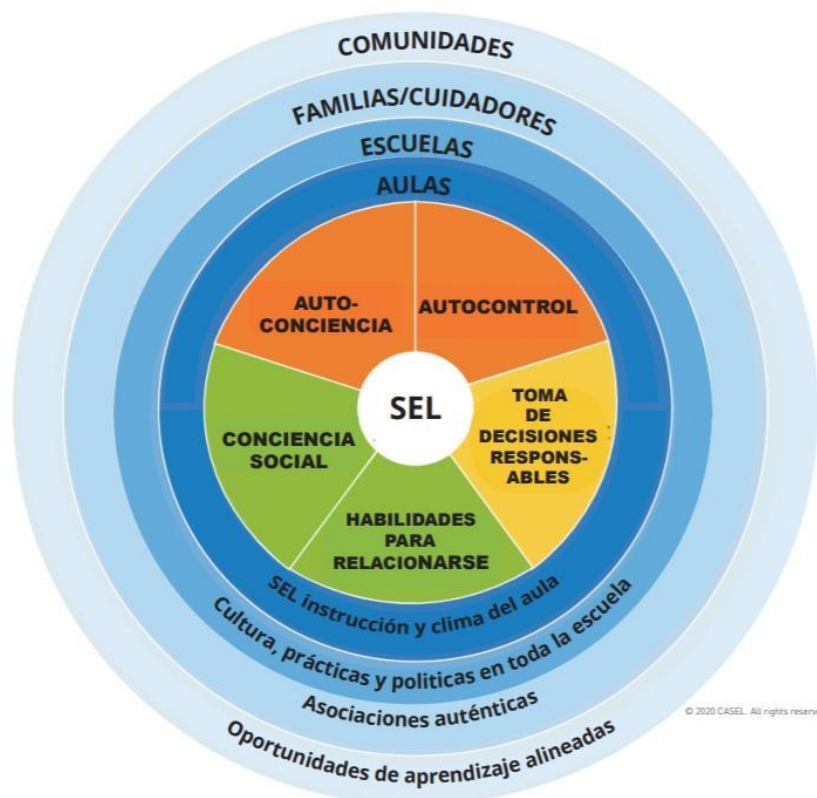 COMUNIDADES
FAMILIAS/CUIDADORES
ESCUELAS
AULAS
AUTO-
CONCIENCIA
AUTOCONTROL
SEL
TOMA
DE
DECISIONES
RESPONS-
ABLES
CONCIENCIA
SOCIAL
HABILIDADES
PARA
RELACIONARSE
SEL instrucción y clima del aula
Cultura, prácticas y politicas en toda la escuela
Asociaciones auténticas
Oportunidades de aprendizaje alineadas
© 2020 CASEL. All rights reserve